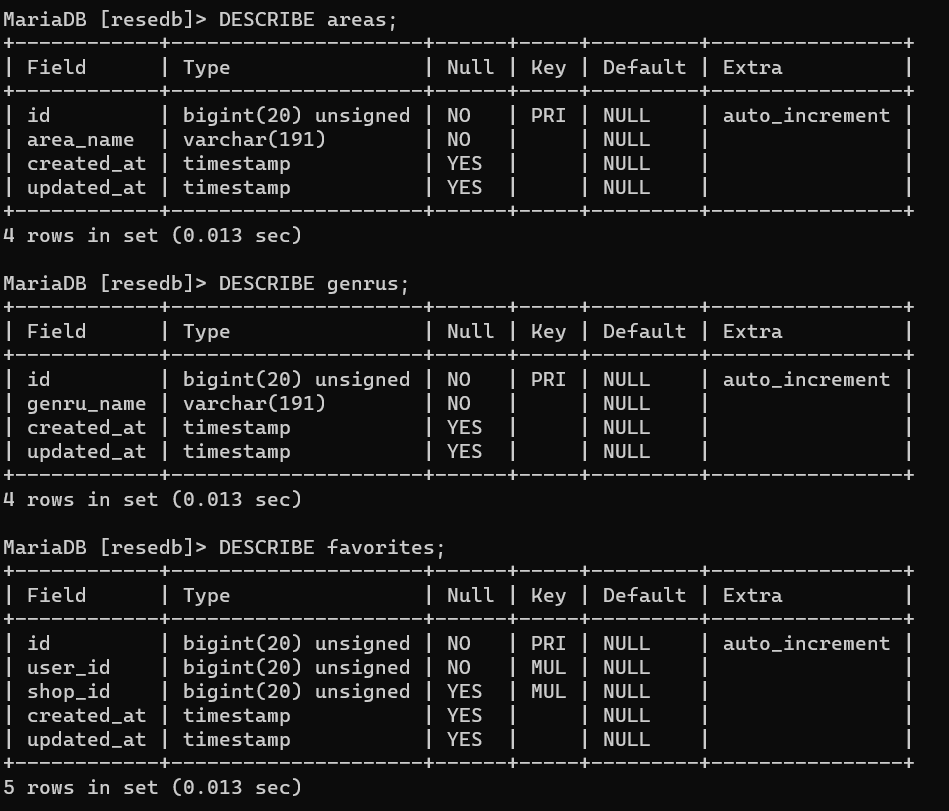 MariaDB [resedb]> DESCRIBE areas;
+------------+---------------------+------+-----+---------+----------------+
| Field      | Type                | Null | Key | Default | Extra          |
+------------+---------------------+------+-----+---------+----------------+
| id         | bigint(20) unsigned | NO   | PRI | NULL    | auto_increment |
| area_name  | varchar(191)        | NO   |     | NULL    |                |
| created_at | timestamp           | YES  |     | NULL    |                |
| updated_at | timestamp           | YES  |     | NULL    |                |
+------------+---------------------+------+-----+---------+----------------+
4 rows in set (0.013 sec)

MariaDB [resedb]> DESCRIBE genrus;
+------------+---------------------+------+-----+---------+----------------+
| Field      | Type                | Null | Key | Default | Extra          |
+------------+---------------------+------+-----+---------+----------------+
| id         | bigint(20) unsigned | NO   | PRI | NULL    | auto_increment |
| genru_name | varchar(191)        | NO   |     | NULL    |                |
| created_at | timestamp           | YES  |     | NULL    |                |
| updated_at | timestamp           | YES  |     | NULL    |                |
+------------+---------------------+------+-----+---------+----------------+
4 rows in set (0.013 sec)

MariaDB [resedb]> DESCRIBE favorites;
+------------+---------------------+------+-----+---------+----------------+
| Field      | Type                | Null | Key | Default | Extra          |
+------------+---------------------+------+-----+---------+----------------+
| id         | bigint(20) unsigned | NO   | PRI | NULL    | auto_increment |
| user_id    | bigint(20) unsigned | NO   | MUL | NULL    |                |
| shop_id    | bigint(20) unsigned | YES  | MUL | NULL    |                |
| created_at | timestamp           | YES  |     | NULL    |                |
| updated_at | timestamp           | YES  |     | NULL    |                |
+------------+---------------------+------+-----+---------+----------------+
5 rows in set (0.013 sec)